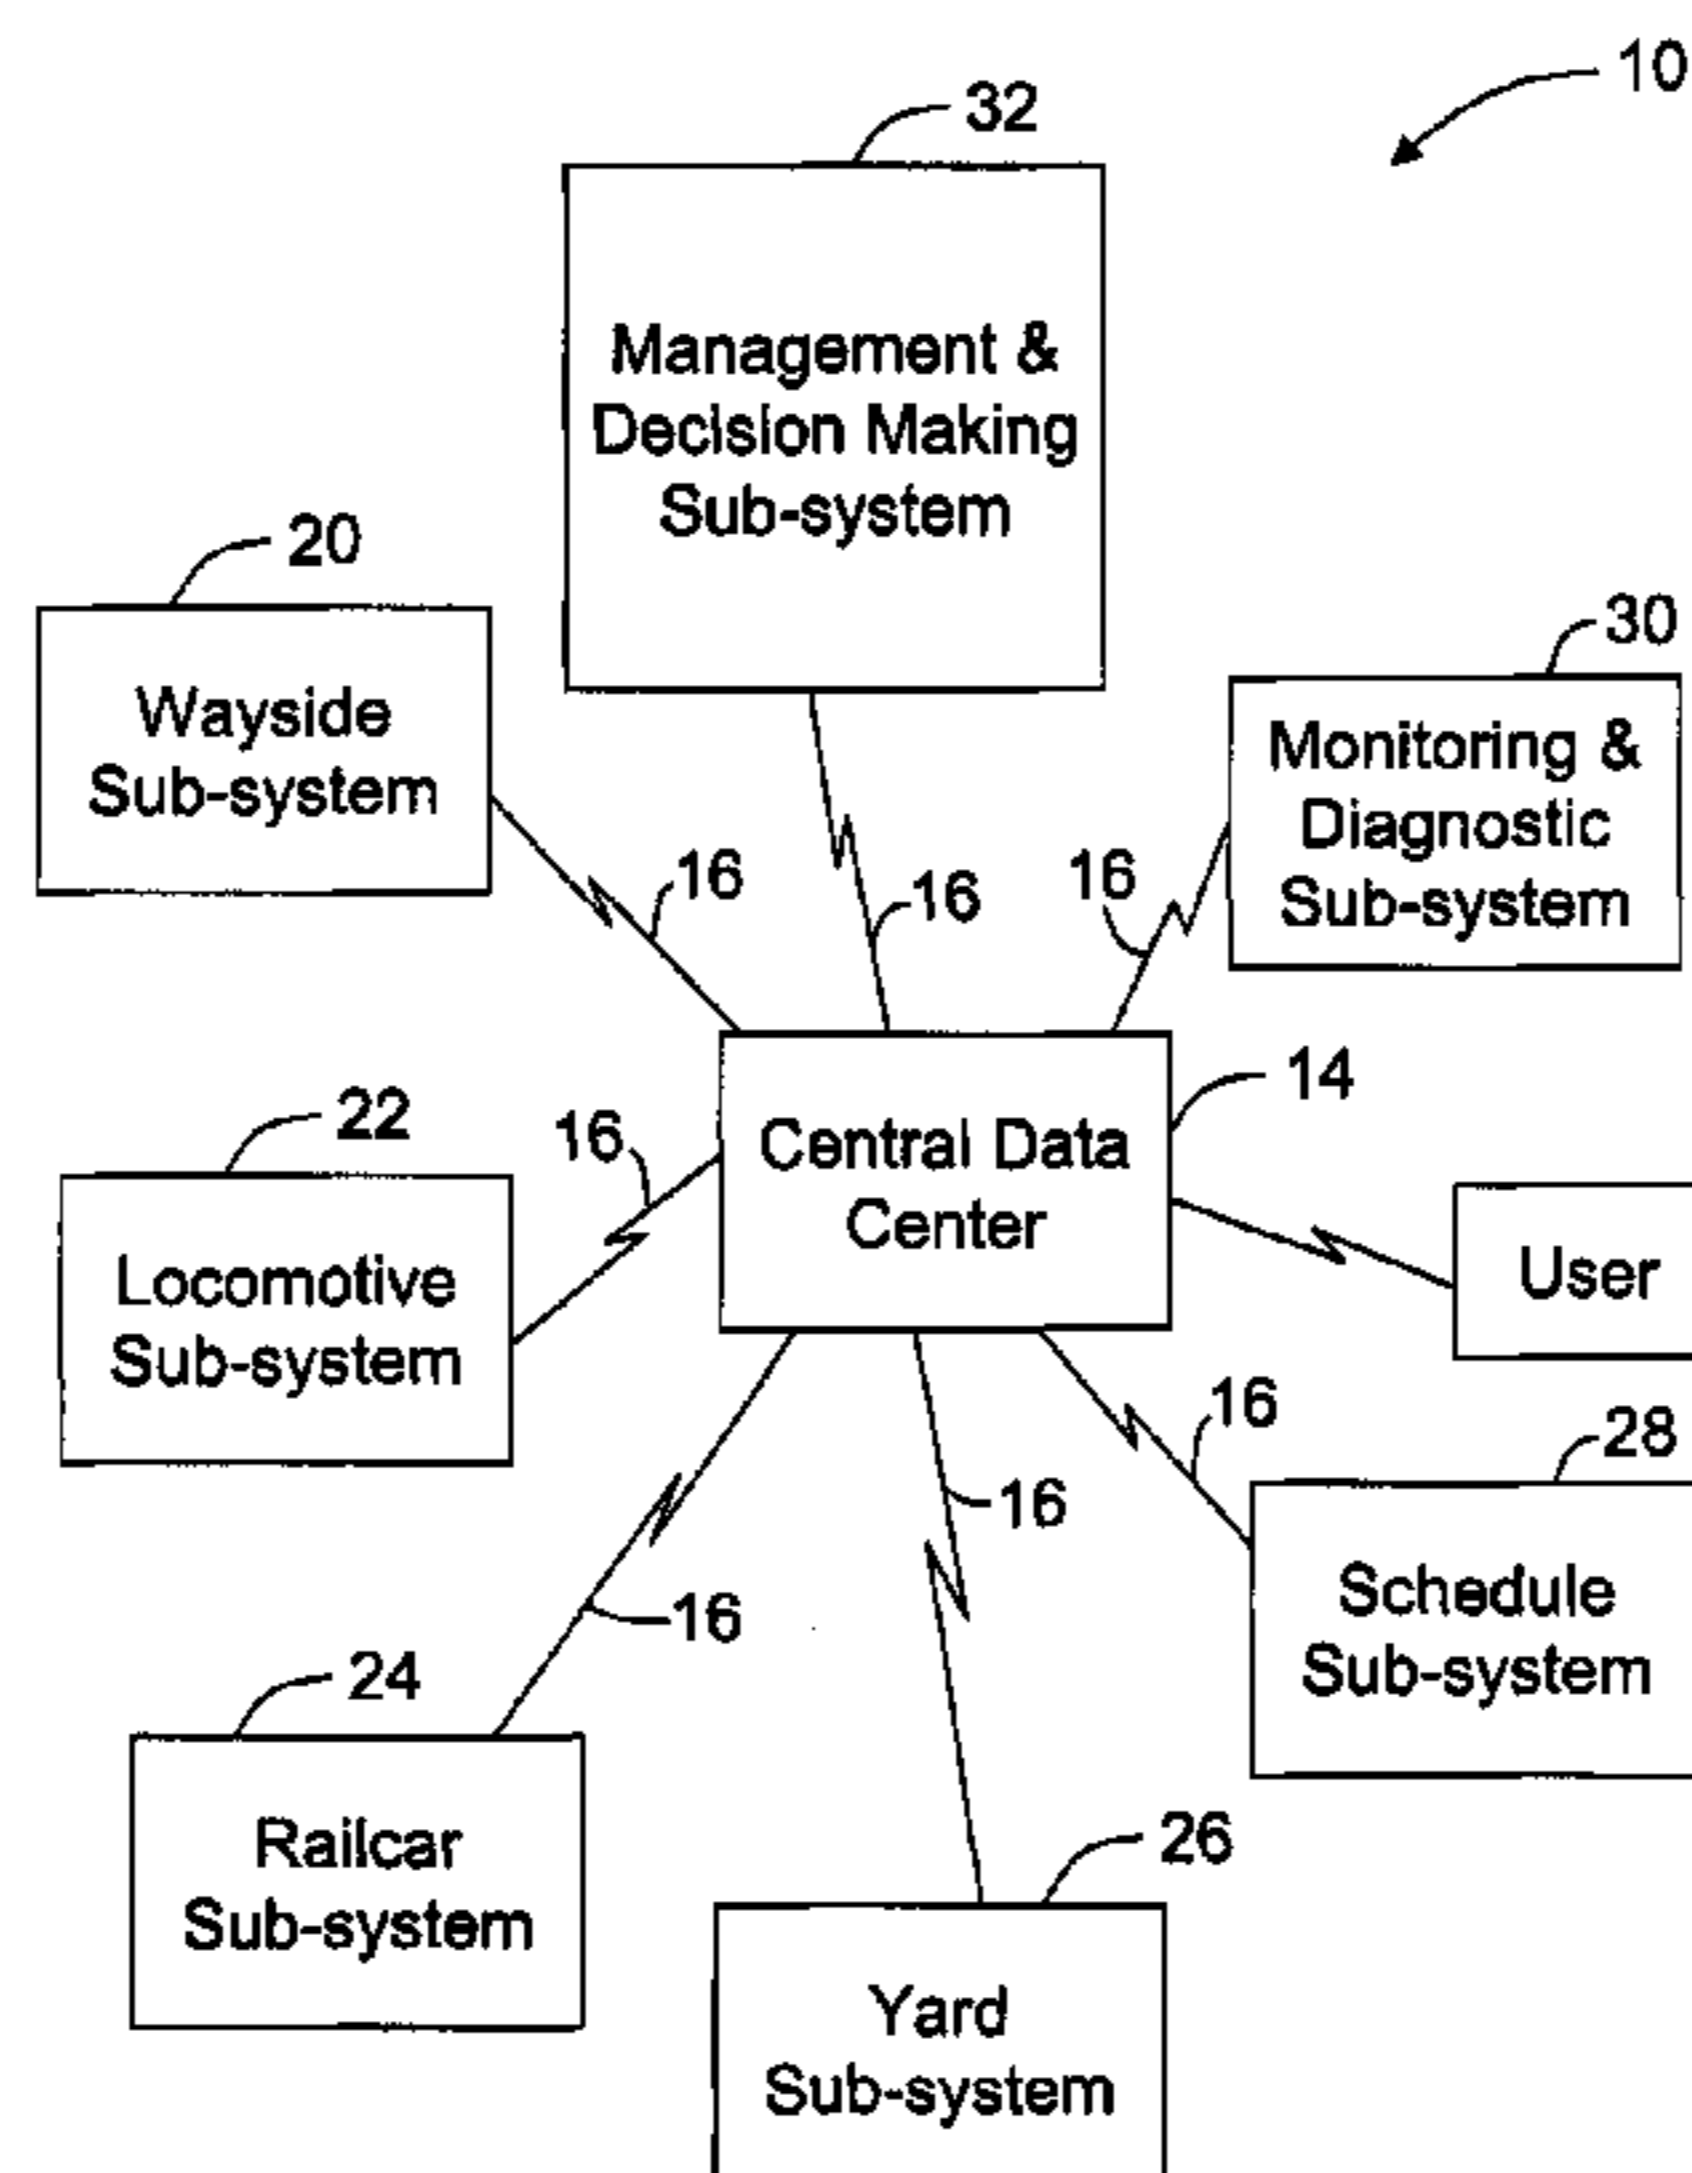 10
32
Management &
Decision Making
Sub-system
20
Wayside
Sub-system
30
Monitoring &
Diagnostic
Sub-system
16
16
16
14
Central Data
Center
22
Locomotive
Sub-system
16
User
16
28
Schedule
Sub-system
16
16
24
Railcar
Sub-system
26
Yard
Sub-system